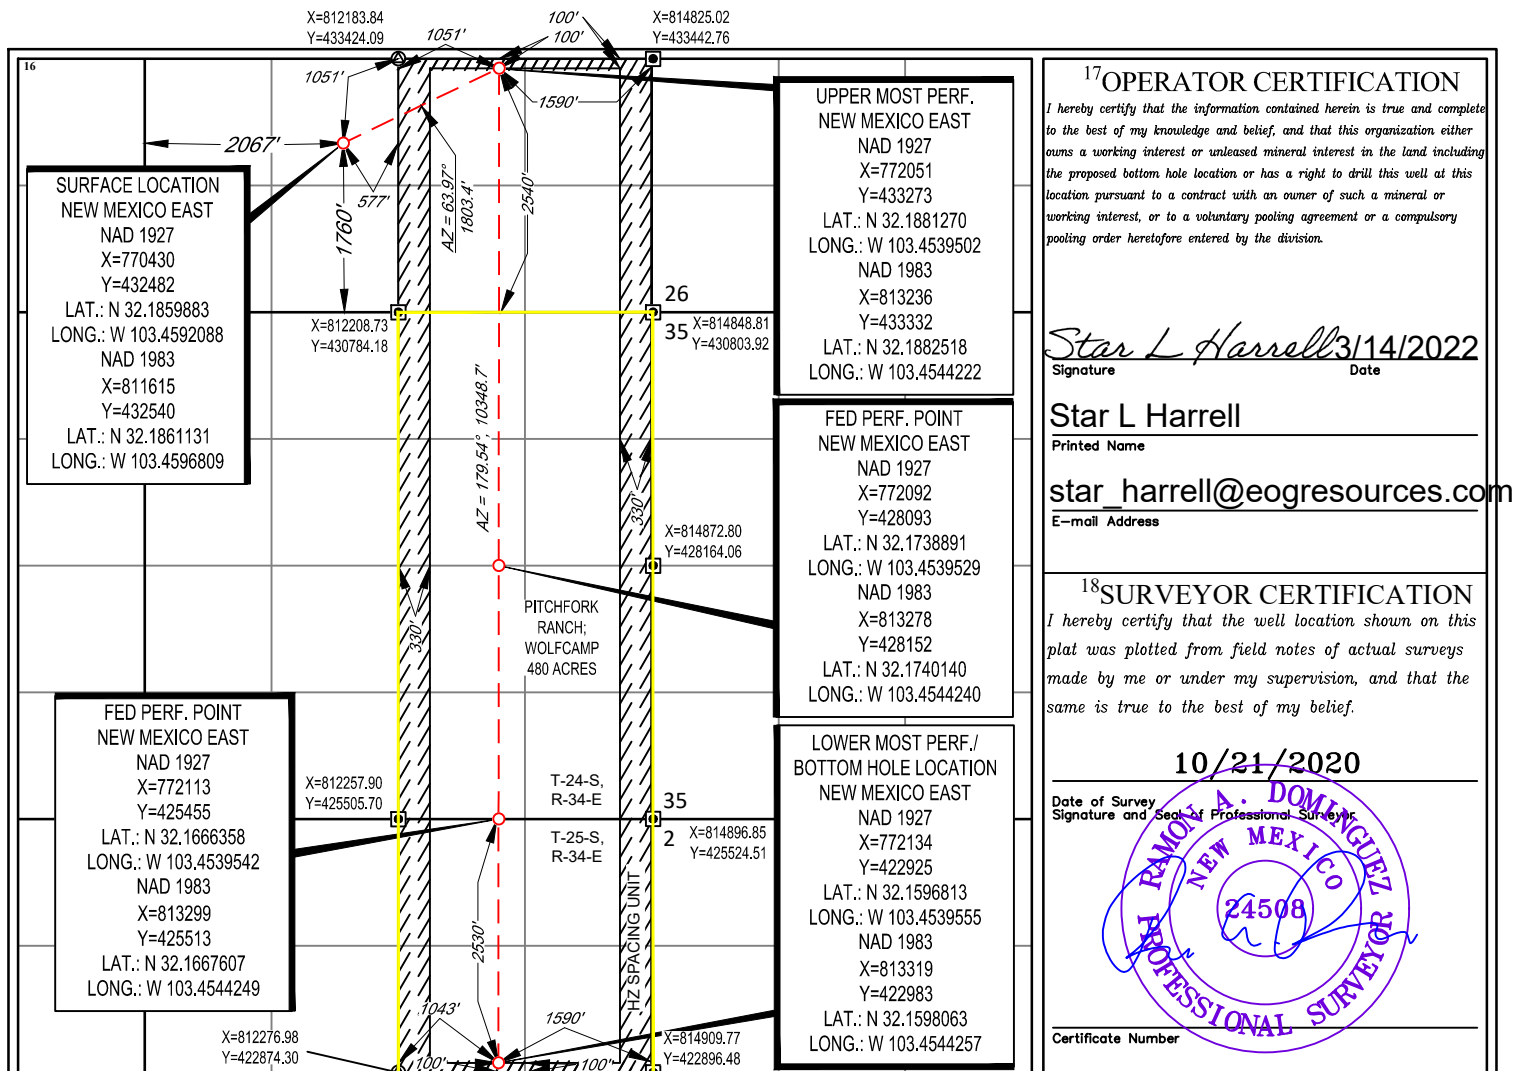 X=812183.84
Y=433424.09
X=814825.02
Y=433442.76
1051'
100'
100'
16
1051'
1590'
2067'
577'
1760'
AZ = 63.97°
1803.4'
2540'
SURFACE LOCATION
NEW MEXICO EAST
NAD 1927
X=770430
Y=432482
LAT.: N 32.1859883
LONG.: W 103.4592088
NAD 1983
X=811615
Y=432540
LAT.: N 32.1861131
LONG.: W 103.4596809
UPPER MOST PERF.
NEW MEXICO EAST
NAD 1927
X=772051
Y=433273
LAT.: N 32.1881270
LONG.: W 103.4539502
NAD 1983
X=813236
Y=433332
LAT.: N 32.1882518
LONG.: W 103.4544222
X=812208.73
Y=430784.18
26
35
X=814848.81
Y=430803.92
AZ = 179.54°, 10348.7'
330'
X=814872.80
Y=428164.06
FED PERF. POINT
NEW MEXICO EAST
NAD 1927
X=772092
Y=428093
LAT.: N 32.1738891
LONG.: W 103.4539529
NAD 1983
X=813278
Y=428152
LAT.: N 32.1740140
LONG.: W 103.4544240
330'
PITCHFORK
RANCH;
WOLFCAMP
480 ACRES
FED PERF. POINT
NEW MEXICO EAST
NAD 1927
X=772113
Y=425455
LAT.: N 32.1666358
LONG.: W 103.4539542
NAD 1983
X=813299
Y=425513
LAT.: N 32.1667607
LONG.: W 103.4544249
X=812257.90
Y=425505.70
T-24-S,
R-34-E
T-25-S,
R-34-E
35
2
X=814896.85
Y=425524.51
LOWER MOST PERF./
BOTTOM HOLE LOCATION
NEW MEXICO EAST
NAD 1927
X=772134
Y=422925
LAT.: N 32.1596813
LONG.: W 103.4539555
NAD 1983
X=813319
Y=422983
LAT.: N 32.1598063
LONG.: W 103.4544257
2530'
HZ SPACING UNIT
1043'
1590'
X=812276.98
Y=422874.30
100'
100'
X=814909.77
Y=422896.48
17 OPERATOR CERTIFICATION
I hereby certify that the information contained herein is true and complete
to the best of my knowledge and belief, and that this organization either
owns a working interest or unleased mineral interest in the land including
the proposed bottom hole location or has a right to drill this well at this
location pursuant to a contract with an owner of such a mineral or
working interest, or to a voluntary pooling agreement or a compulsory
pooling order heretofore entered by the division.
Star L Harrell 3/14/2022
Signature Date
Star L Harrell
Printed Name
star_harrell@eogresources.com
E-mail Address
18 SURVEYOR CERTIFICATION
I hereby certify that the well location shown on this
plat was plotted from field notes of actual surveys
made by me or under my supervision, and that the
same is true to the best of my belief.
10/21/2020
Date of Survey
Signature and Seal of Professional Surveyor
RAMON A. DOMINGUEZ
NEW MEXICO
24508
PROFESSIONAL SURVEYOR
Certificate Number